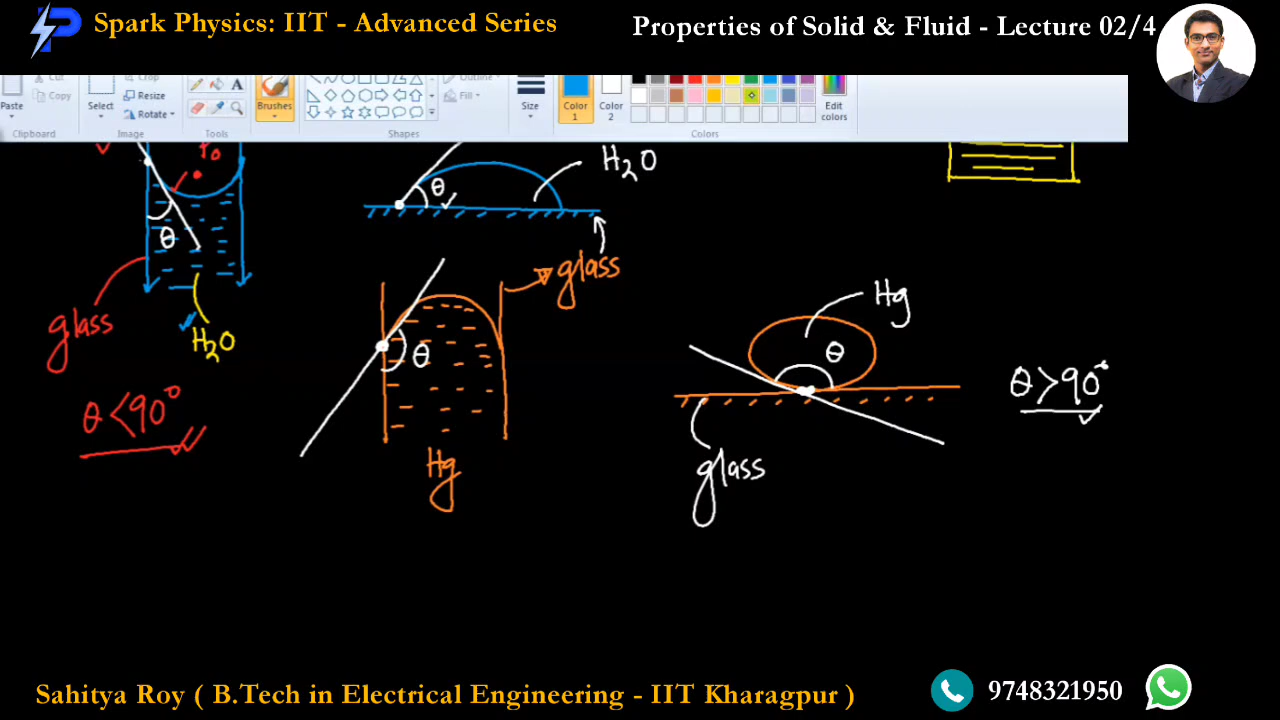 Spark Physics: IIT - Advanced Series
Properties of Solid & Fluid - Lecture 02/4
Cut
Crop
Outline
Paste
Copy
Select
Resize
Rotate
A
Brushes
Fill
Size
Color 1
Color 2
Edit colors
Clipboard
Image
Tools
Shapes
Colors
P0
θ
H2O
θ
glass
glass
H2O
θ
Hg
Hg
θ
θ < 90°
θ > 90°
glass
Sahitya Roy ( B.Tech in Electrical Engineering - IIT Kharagpur )
9748321950